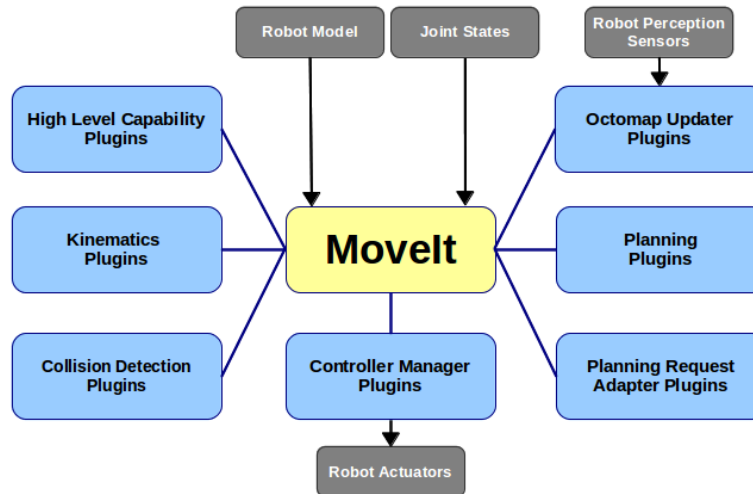 Robot Model
Joint States
Robot Perception
Sensors
High Level Capability
Plugins
Octomap Updater
Plugins
Kinematics
Plugins
MoveIt
Planning
Plugins
Collision Detection
Plugins
Controller Manager
Plugins
Planning Request
Adapter Plugins
Robot Actuators